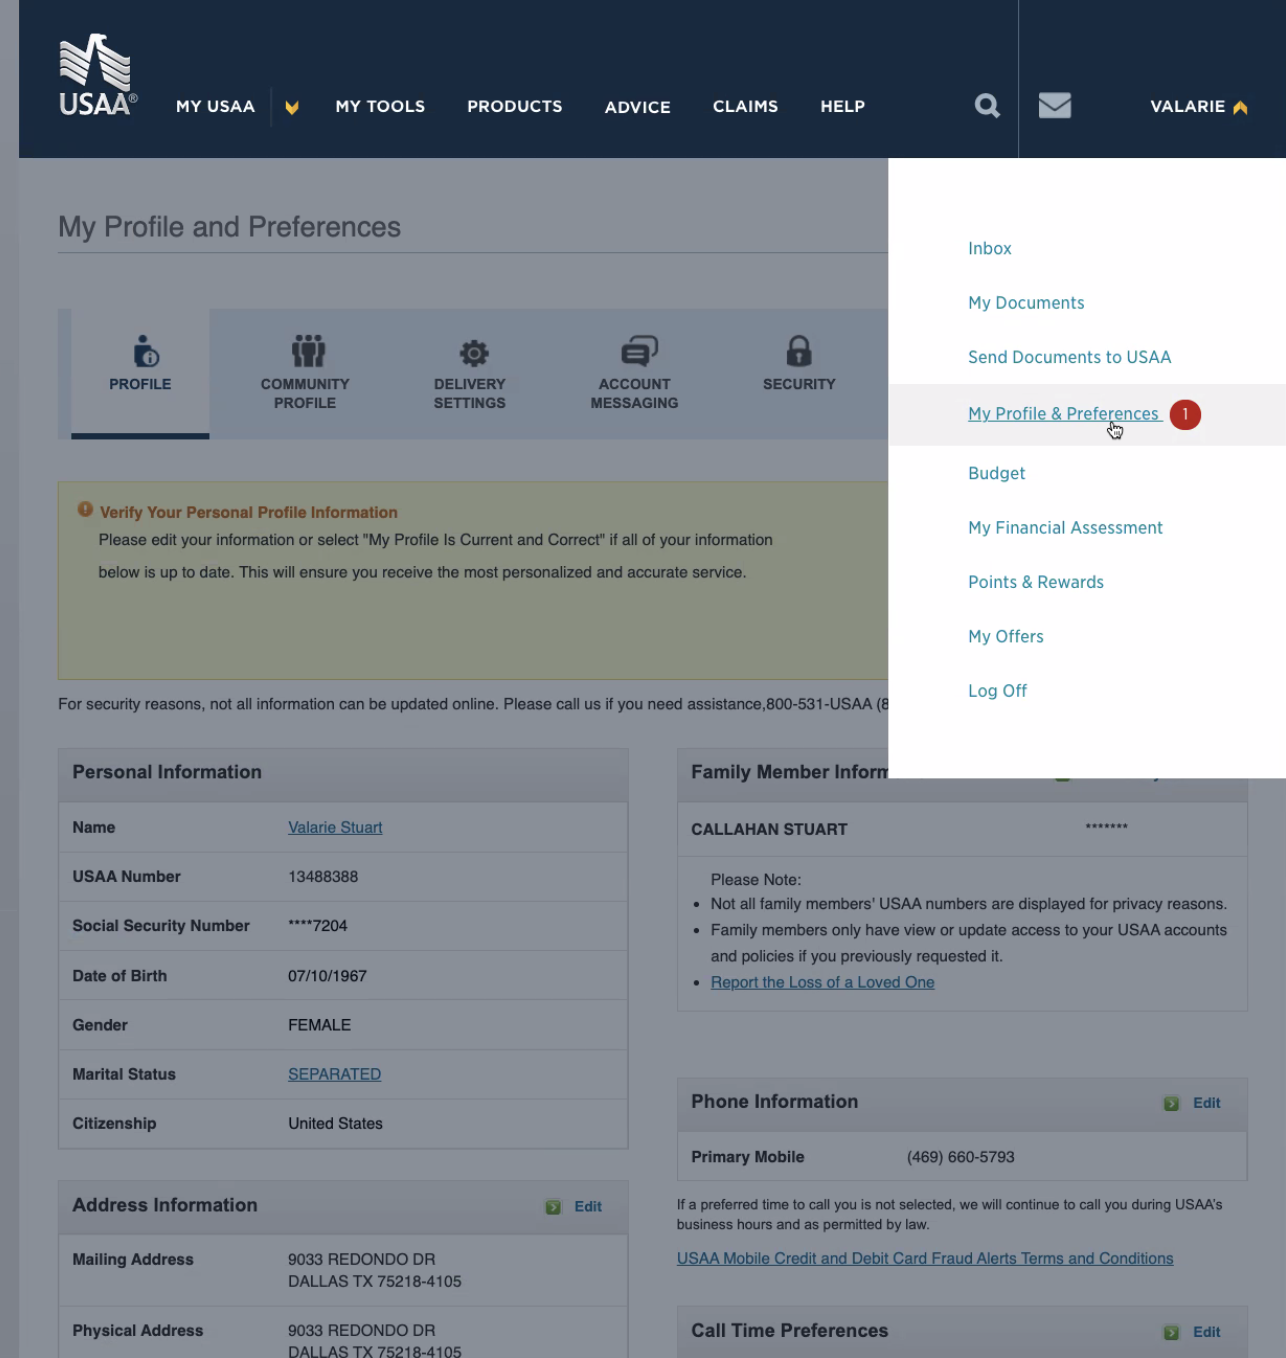 USAA®
MY USAA
MY TOOLS
PRODUCTS
ADVICE
CLAIMS
HELP
VALARIE
My Profile and Preferences
Inbox
My Documents
Send Documents to USAA
My Profile & Preferences 1
Budget
My Financial Assessment
Points & Rewards
My Offers
Log Off
PROFILE
COMMUNITY
PROFILE
DELIVERY
SETTINGS
ACCOUNT
MESSAGING
SECURITY
Verify Your Personal Profile Information
Please edit your information or select "My Profile Is Current and Correct" if all of your information
below is up to date. This will ensure you receive the most personalized and accurate service.
For security reasons, not all information can be updated online. Please call us if you need assistance,800-531-USAA (8
Personal Information
Name Valarie Stuart
USAA Number 13488388
Social Security Number ****7204
Date of Birth 07/10/1967
Gender FEMALE
Marital Status SEPARATED
Citizenship United States
Address Information Edit
Mailing Address 9033 REDONDO DR
DALLAS TX 75218-4105
Physical Address 9033 REDONDO DR
DALLAS TX 75218-4105
Family Member Inform
CALLAHAN STUART *******
Please Note:
• Not all family members' USAA numbers are displayed for privacy reasons.
• Family members only have view or update access to your USAA accounts
and policies if you previously requested it.
• Report the Loss of a Loved One
Phone Information Edit
Primary Mobile (469) 660-5793
If a preferred time to call you is not selected, we will continue to call you during USAA's
business hours and as permitted by law.
USAA Mobile Credit and Debit Card Fraud Alerts Terms and Conditions
Call Time Preferences Edit